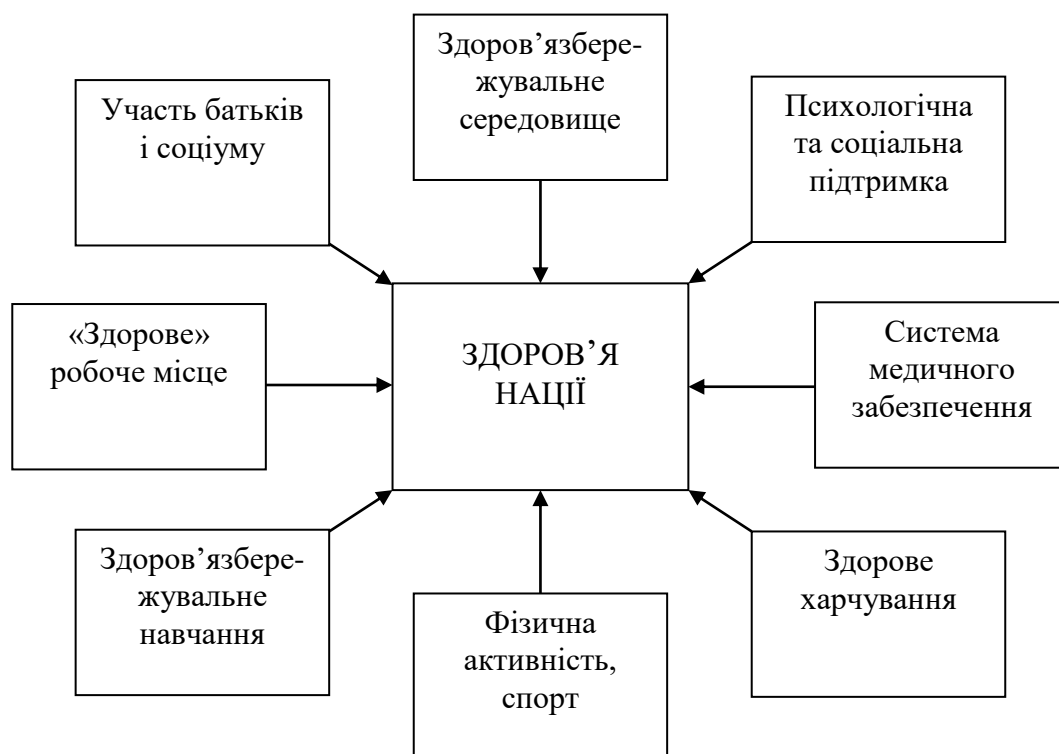 Здоров’язбере-
жувальне
середовище
Участь батьків
і соціуму
Психологічна
та соціальна
підтримка
«Здорове»
робоче місце
ЗДОРОВ’Я
НАЦІЇ
Система
медичного
забезпечення
Здоров’язбере-
жувальне
навчання
Фізична
активність,
спорт
Здорове
харчування